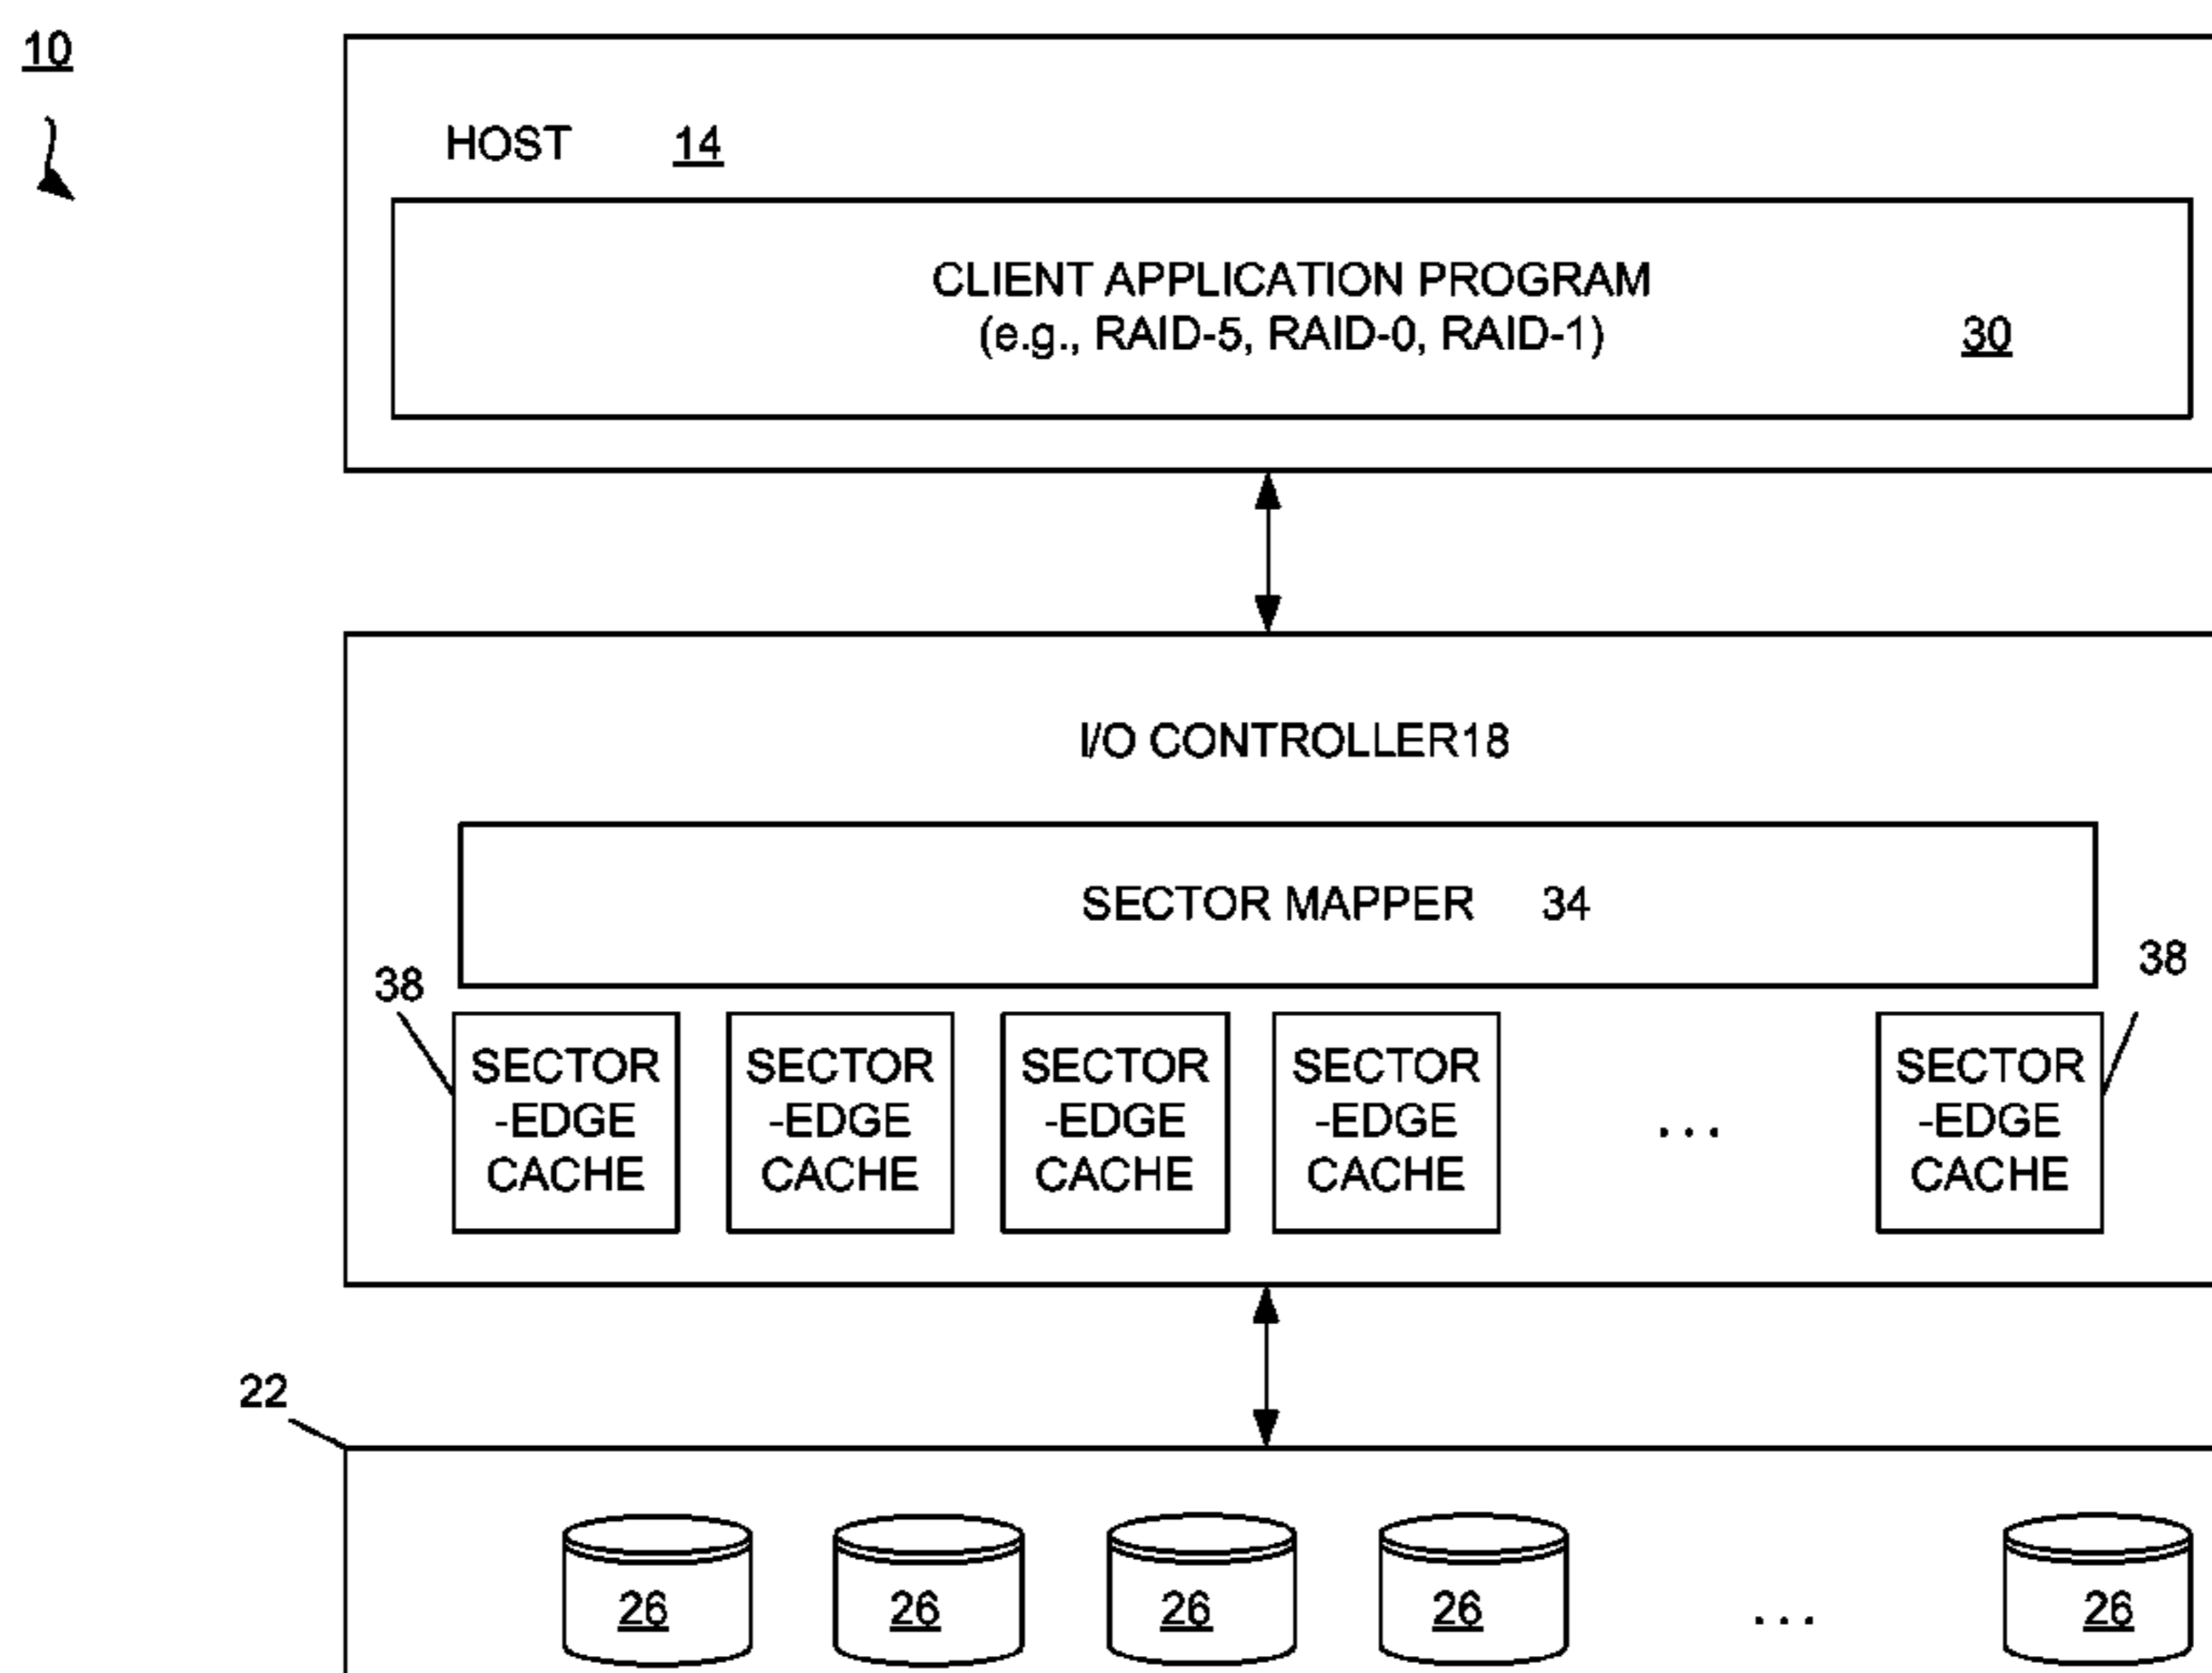 10
HOST 14
CLIENT APPLICATION PROGRAM
(e.g., RAID-5, RAID-0, RAID-1) 30
I/O CONTROLLER18
SECTOR MAPPER 34
38
38
SECTOR
-EDGE
CACHE
SECTOR
-EDGE
CACHE
SECTOR
-EDGE
CACHE
SECTOR
-EDGE
CACHE
...
SECTOR
-EDGE
CACHE
22
26 26 26 26 ... 26